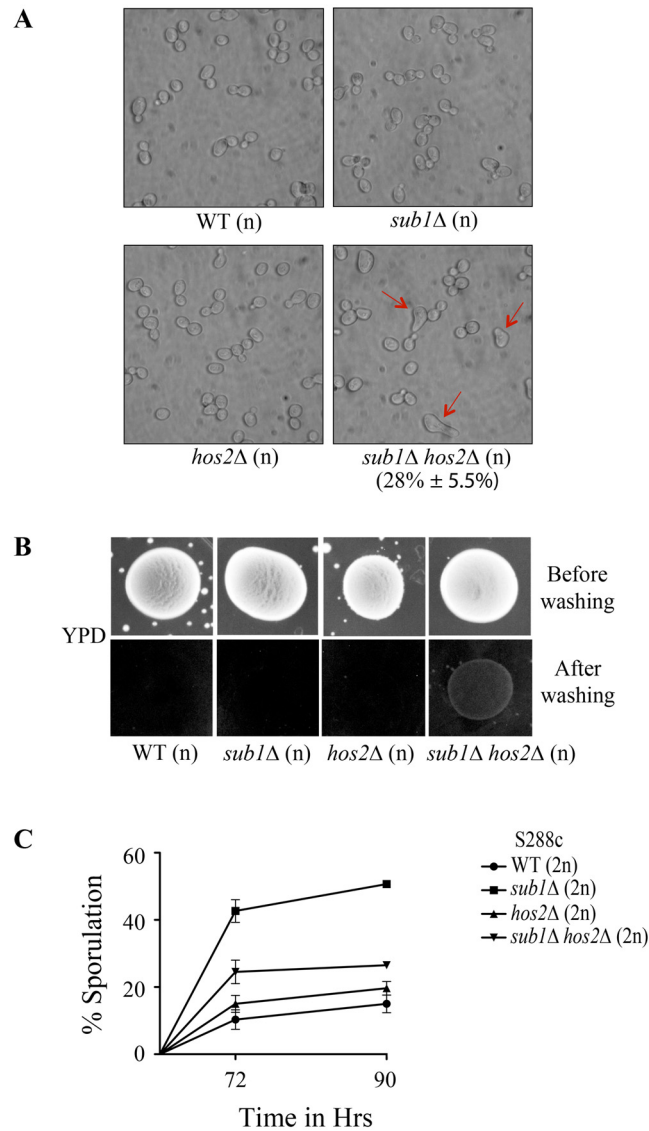 A
WT (n)
sub1Δ (n)
hos2Δ (n)
sub1Δ hos2Δ (n)
(28% ± 5.5%)
B
YPD
Before
washing
After
washing
WT (n)
sub1Δ (n)
hos2Δ (n)
sub1Δ hos2Δ (n)
C
% Sporulation
60
40
20
0
72
90
Time in Hrs
S288c
WT (2n)
sub1Δ (2n)
hos2Δ (2n)
sub1Δ hos2Δ (2n)